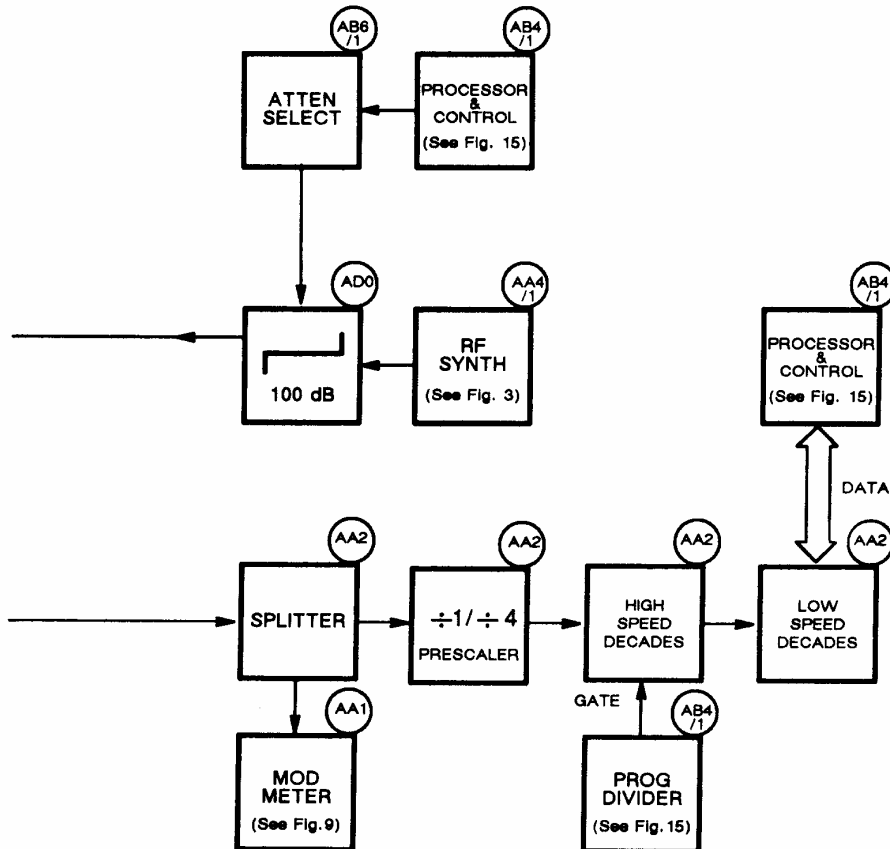 AB6
/1
ATTEN
SELECT
AB4
/1
PROCESSOR
&
CONTROL
(See Fig. 15)
AD0
100 dB
AA4
/1
RF
SYNTH
(See Fig. 3)
AB4
/1
PROCESSOR
&
CONTROL
(See Fig. 15)
DATA
AA2
SPLITTER
AA2
÷1/÷4
PRESCALER
AA2
HIGH
SPEED
DECADES
AA2
LOW
SPEED
DECADES
AA1
MOD
METER
(See Fig.9)
GATE
AB4
/1
PROG
DIVIDER
(See Fig.15)